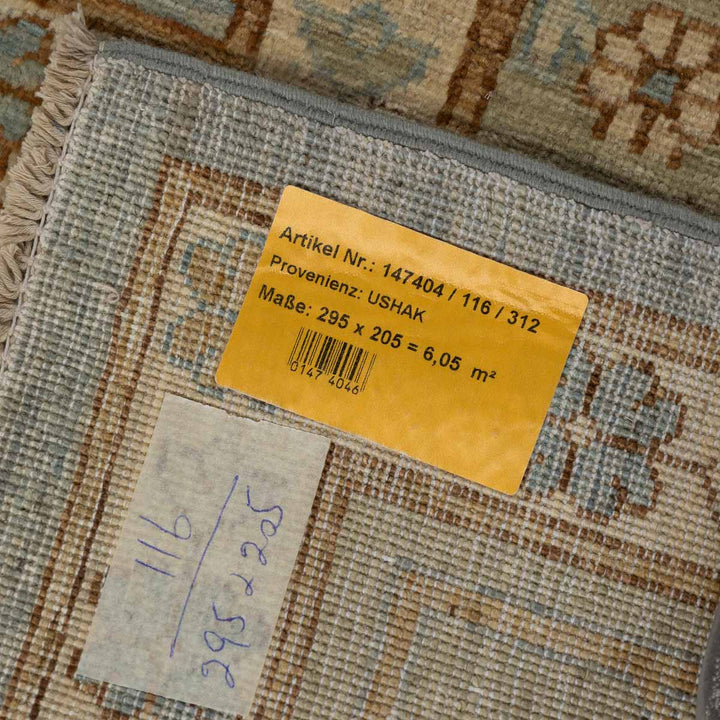 Artikel Nr.: 147404 / 116 / 312
Provenienz: USHAK
Maße: 295 x 205 = 6,05 m²
0147 4046
116
295 x 205